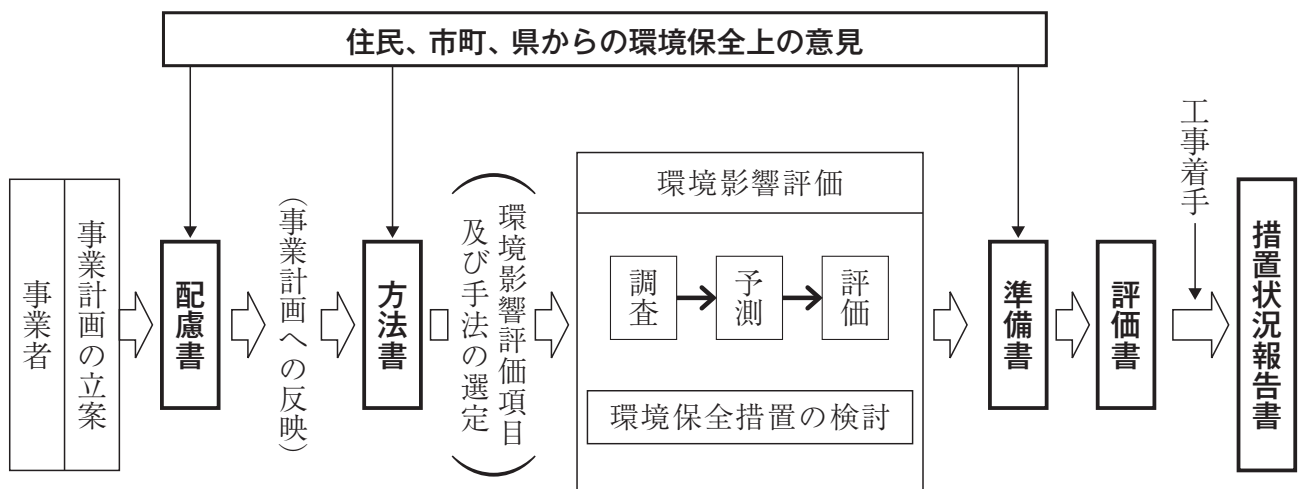 住民、市町、県からの環境保全上の意見
事業者
事業計画の立案
配慮書
(事業計画への反映)
方法書
(環境影響評価項目
及び手法の選定)
環境影響評価
調査
予測
評価
環境保全措置の検討
準備書
評価書
工事着手
措置状況報告書